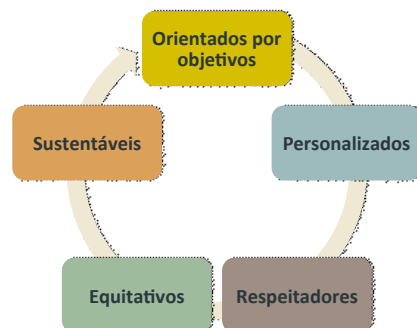 Orientados por
objetivos
Personalizados
Respeitadores
Equitativos
Sustentáveis